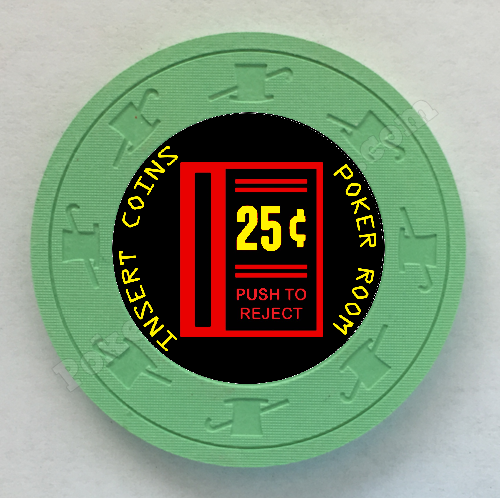 INSERT COINS
POKER ROOM
25¢
PUSH TO
REJECT